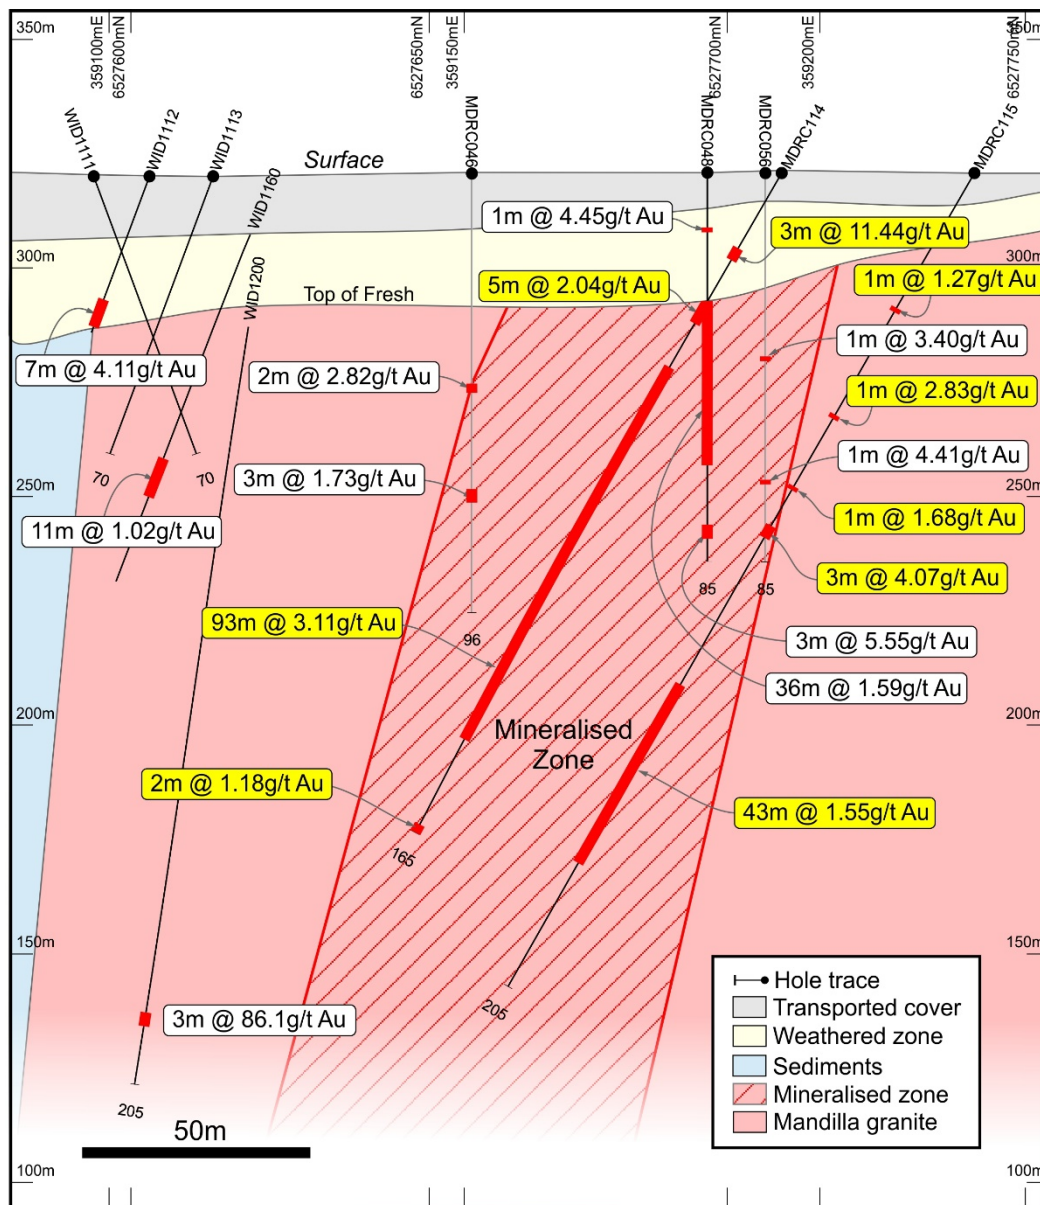 350m
359100mE
6527600mN
6527650mN
359150mE
6527700mN
359200mE
6527750mN
350m
WID1111
WID1112
WID1113
WID1160
WID1200
MDRC046
MDRC048
MDRC056
MDRC114
MDRC115
Surface
1m @ 4.45g/t Au
3m @ 11.44g/t Au
300m
300m
5m @ 2.04g/t Au
1m @ 1.27g/t Au
Top of Fresh
1m @ 3.40g/t Au
7m @ 4.11g/t Au
2m @ 2.82g/t Au
1m @ 2.83g/t Au
70
70
3m @ 1.73g/t Au
1m @ 4.41g/t Au
250m
250m
11m @ 1.02g/t Au
1m @ 1.68g/t Au
3m @ 4.07g/t Au
85
85
93m @ 3.11g/t Au
96
3m @ 5.55g/t Au
36m @ 1.59g/t Au
200m
200m
Mineralised
Zone
2m @ 1.18g/t Au
43m @ 1.55g/t Au
165
150m
150m
205
3m @ 86.1g/t Au
205
50m
Hole trace
Transported cover
Weathered zone
Sediments
Mineralised zone
Mandilla granite
100m
100m